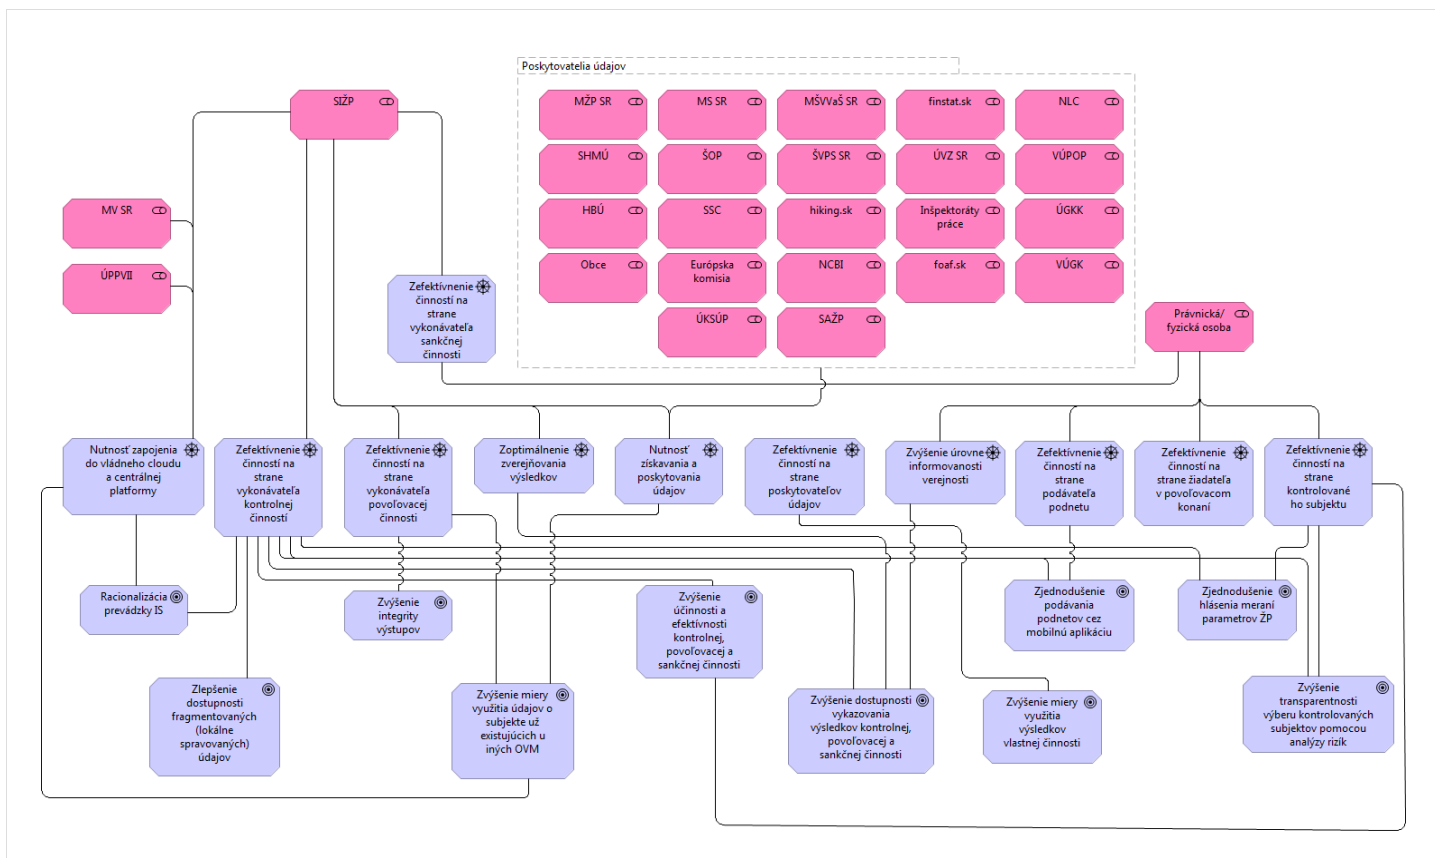 Poskytovatelia údajov
SIŽP
MŽP SR
MS SR
MŠVVaŠ SR
finstat.sk
NLC
SHMÚ
ŠOP
ŠVPS SR
ÚVZ SR
VÚPOP
MV SR
HBÚ
SSC
hiking.sk
Inšpektoráty
práce
ÚGKK
ÚPPVII
Obce
Európska
komisia
NCBI
foaf.sk
VÚGK
Zefektívnenie
činností na
strane
vykonávateľa
sankčnej
činnosti
ÚKSÚP
SAŽP
Právnická/
fyzická osoba
Nutnosť zapojenia
do vládneho cloudu
a centrálnej
platformy
Zefektívnenie
činností na
strane
vykonávateľa
kontrolnej
činností
Zefektívnenie
činností na
strane
vykonávateľa
povoľovacej
činnosti
Zoptimálnenie
zverejňovania
výsledkov
Nutnosť
získavania a
poskytovania
údajov
Zefektívnenie
činností na
strane
poskytovateľov
údajov
Zvýšenie úrovne
informovanosti
verejnosti
Zefektívnenie
činností na
strane
podávateľa
podnetu
Zefektívnenie
činností na
strane žiadateľa
v povoľovacom
konaní
Zefektívnenie
činností na
strane
kontrolované
ho subjektu
Racionalizácia
prevádzky IS
Zvýšenie
integrity
výstupov
Zvýšenie
účinnosti a
efektívnosti
kontrolnej,
povoľovacej a
sankčnej činnosti
Zjednodušenie
podávania
podnetov cez
mobilnú aplikáciu
Zjednodušenie
hlásenia meraní
parametrov ŽP
Zlepšenie
dostupnosti
fragmentovaných
(lokálne
spravovaných)
údajov
Zvýšenie miery
využitia údajov o
subjekte už
existujúcich u
iných OVM
Zvýšenie dostupnosti
vykazovania
výsledkov kontrolnej,
povoľovacej a
sankčnej činnosti
Zvýšenie miery
využitia
výsledkov
vlastnej činnosti
Zvýšenie
transparentnosti
výberu kontrolovaných
subjektov pomocou
analýzy rizík